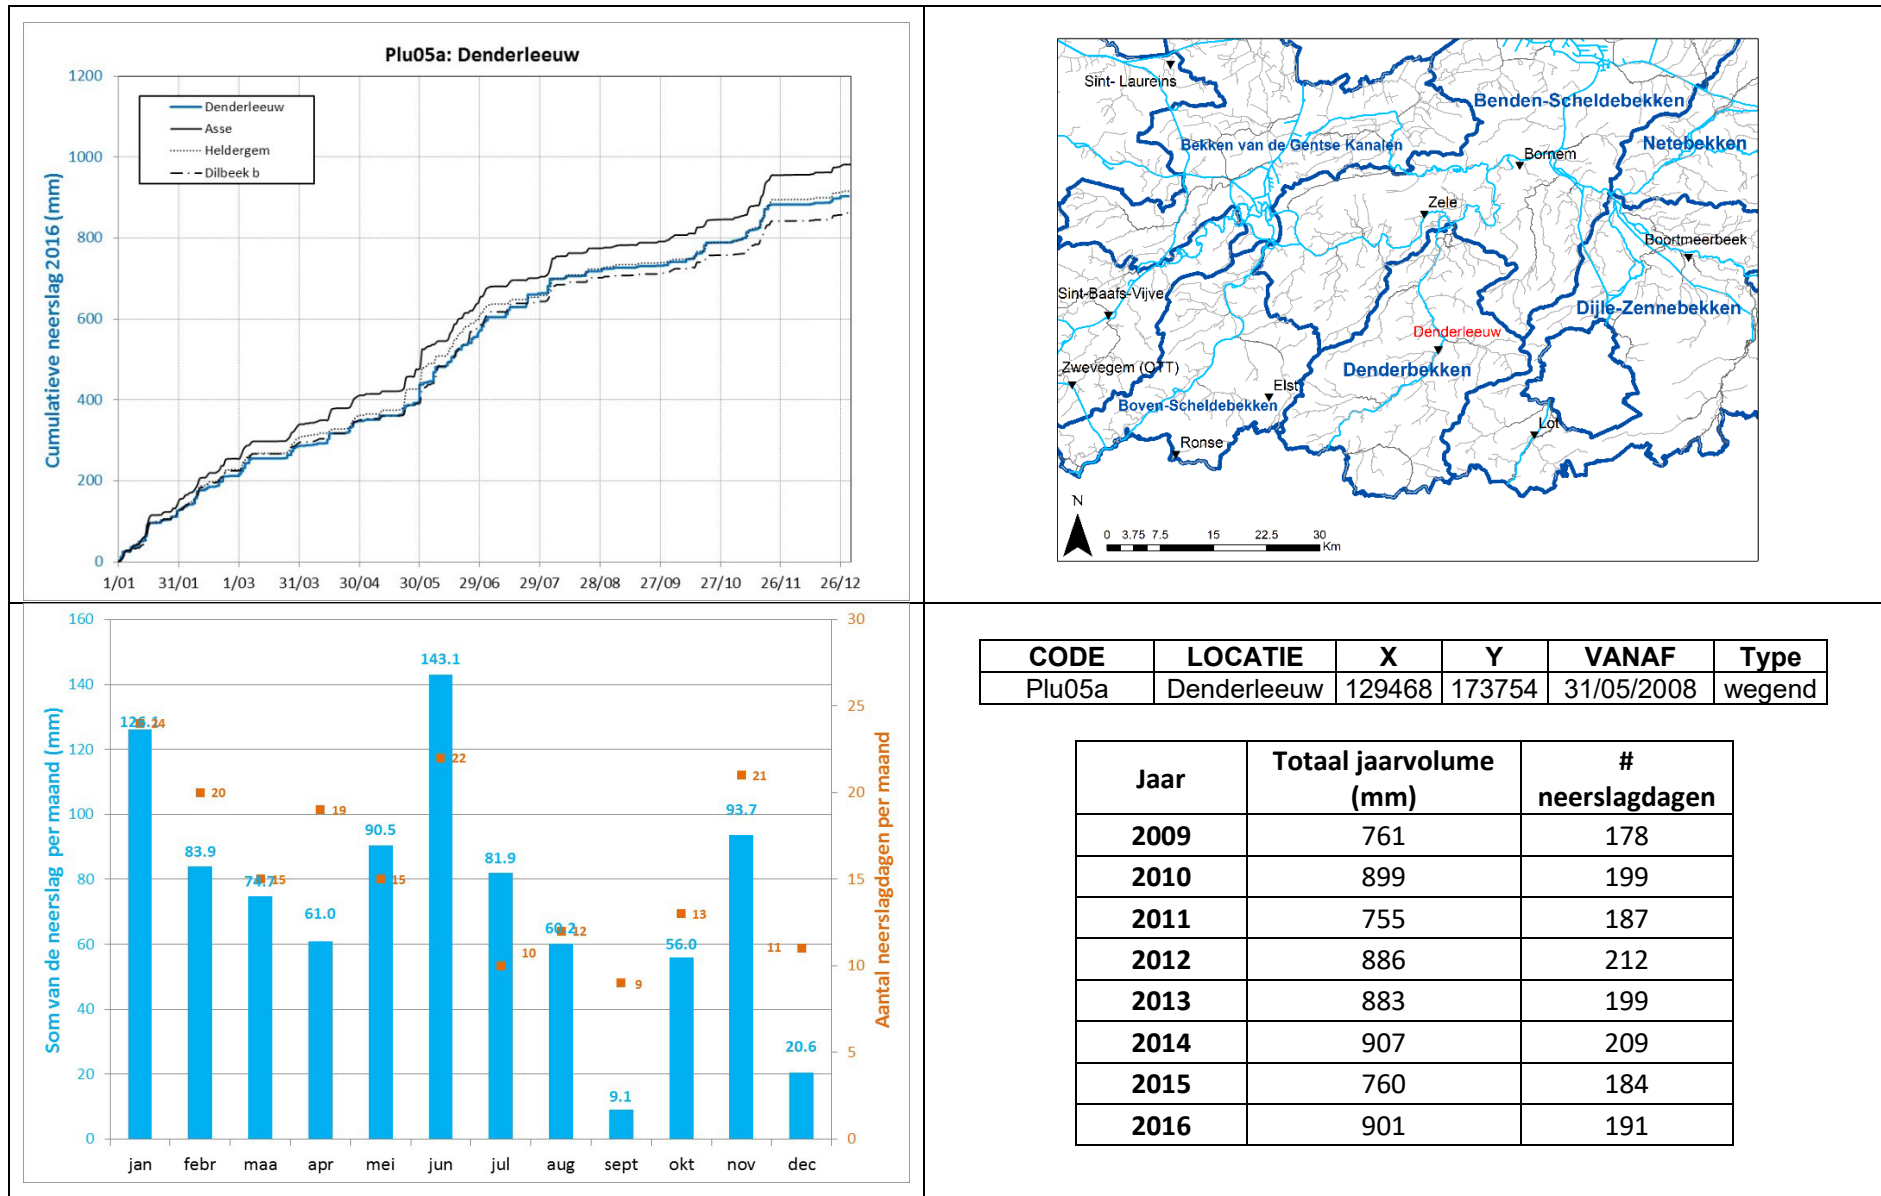 Plu05a: Denderleeuw
Cumulatieve neerslag 2016 (mm)
1200
1000
800
600
400
200
0
Denderleeuw
Asse
Heldergem
Dilbeek b
1/01 31/01 1/03 31/03 30/04 30/05 29/06 29/07 28/08 27/09 27/10 26/11 26/12
Sint- Laureins
Benden-Scheldebekken
Bekken van de Gentse Kanalen
Netebekken
Bornem
Zele
Boortmeerbeek
Sint-Baafs-Vijve
Dijle-Zennebekken
Denderleeuw
Zwevegem (OTT)
Denderbekken
Elst
Boven-Scheldebekken
Ronse
Lot
N
0 3.75 7.5 15 22.5 30
Km
Som van de neerslag per maand (mm)
160
140
120
100
80
60
40
20
0
126.1
83.9
74.7
61.0
90.5
143.1
81.9
60.2
9.1
56.0
93.7
20.6
24
20
15
19
15
22
10
12
9
13
21
11
30
25
20
15
10
5
0
Aantal neerslagdagen per maand
jan febr maa apr mei jun jul aug sept okt nov dec
CODE LOCATIE X Y VANAF Type
Plu05a Denderleeuw 129468 173754 31/05/2008 wegend
Jaar Totaal jaarvolume (mm) # neerslagdagen
2009 761 178
2010 899 199
2011 755 187
2012 886 212
2013 883 199
2014 907 209
2015 760 184
2016 901 191